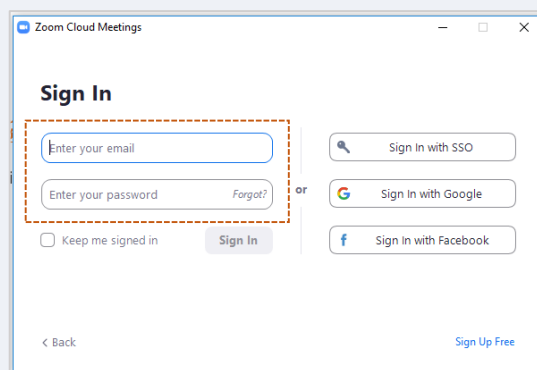 Zoom Cloud Meetings
Sign In
Enter your email
Enter your password Forgot?
Keep me signed in Sign In
or
Sign In with SSO
Sign In with Google
Sign In with Facebook
Back
Sign Up Free